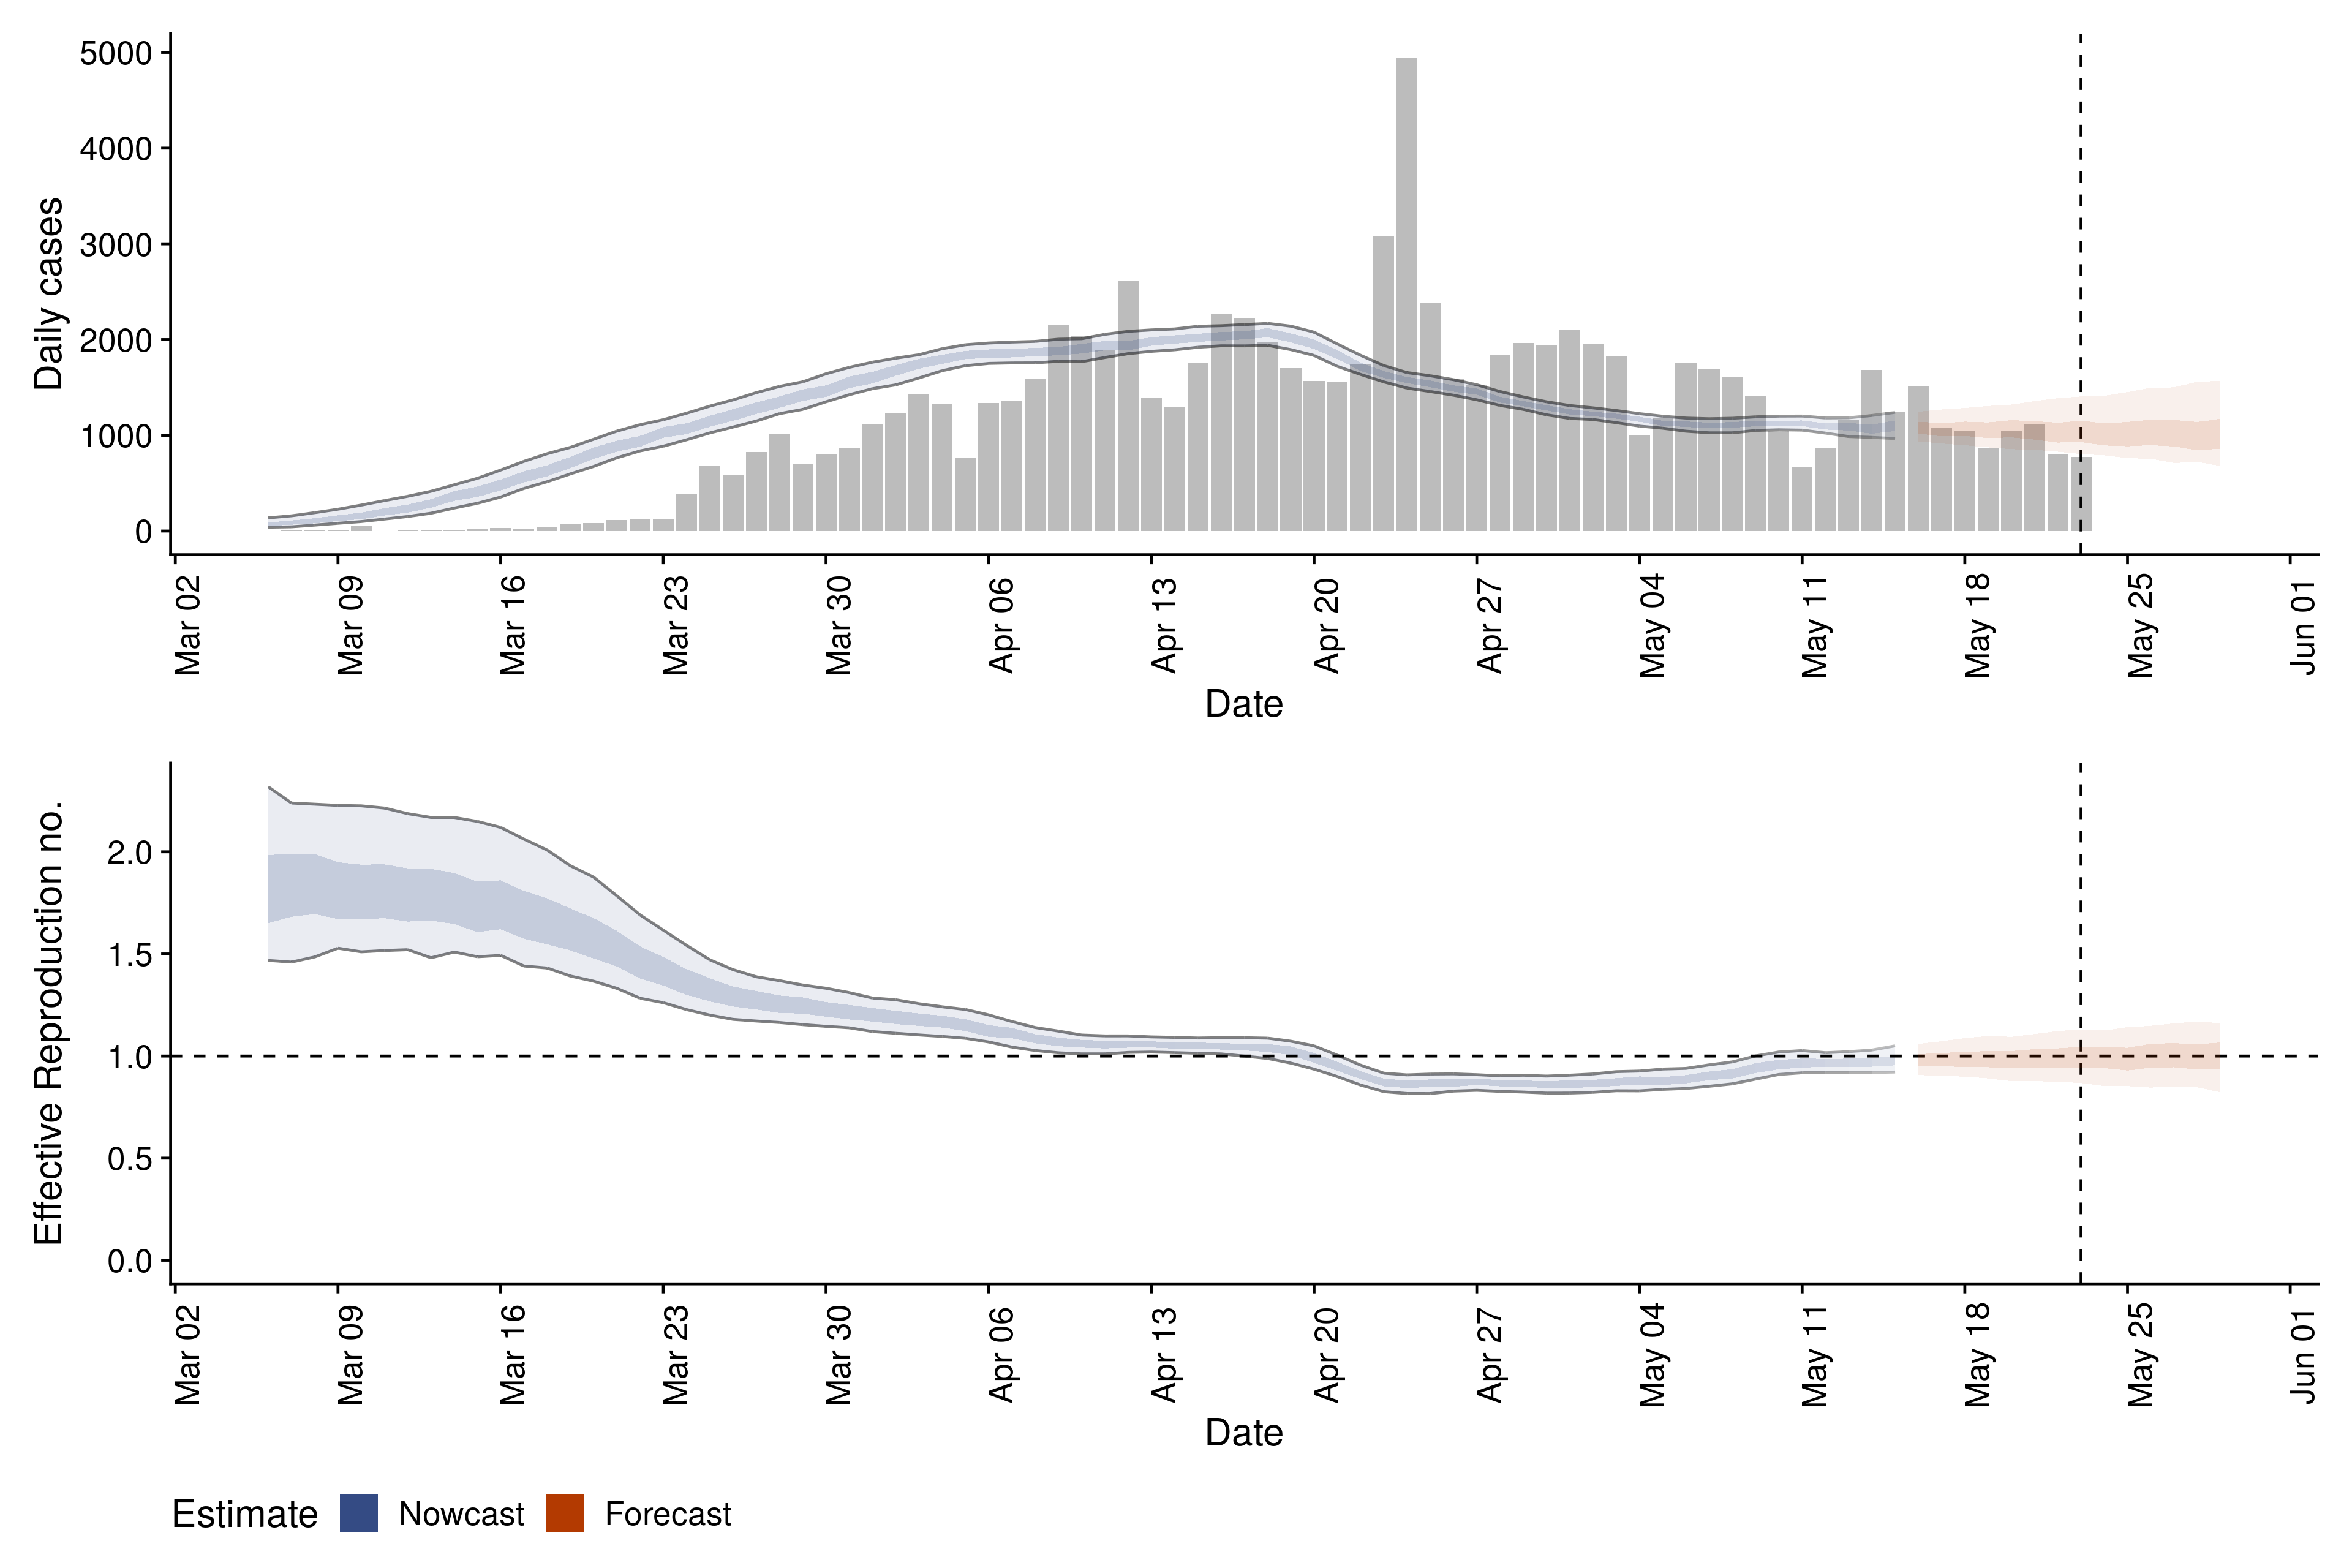 5000
4000
3000
2000
1000
0
Daily cases
Mar 02 Mar 09 Mar 16 Mar 23 Mar 30 Apr 06 Apr 13 Apr 20 Apr 27 May 04 May 11 May 18 May 25 Jun 01
Date
2.0
1.5
1.0
0.5
0.0
Effective Reproduction no.
Mar 02 Mar 09 Mar 16 Mar 23 Mar 30 Apr 06 Apr 13 Apr 20 Apr 27 May 04 May 11 May 18 May 25 Jun 01
Date
Estimate Nowcast Forecast